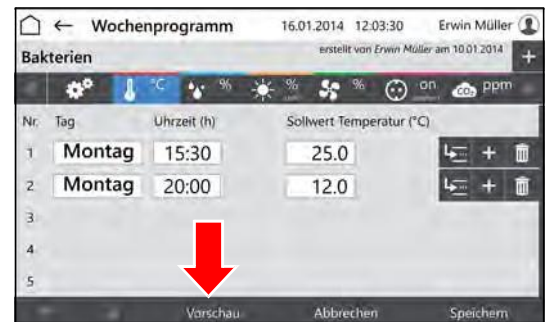 Wochenprogramm 16.01.2014 12:03:30 Erwin Müller
Bakterien erstellt von Erwin Müller am 10.01.2014 +
°C % % % on ppm
CO₂
Nr. Tag Uhrzeit (h) Sollwert Temperatur (°C)
1 Montag 15:30 25.0 +
2 Montag 20:00 12.0 +
3
4
5
Vorschau Abbrechen Speichern